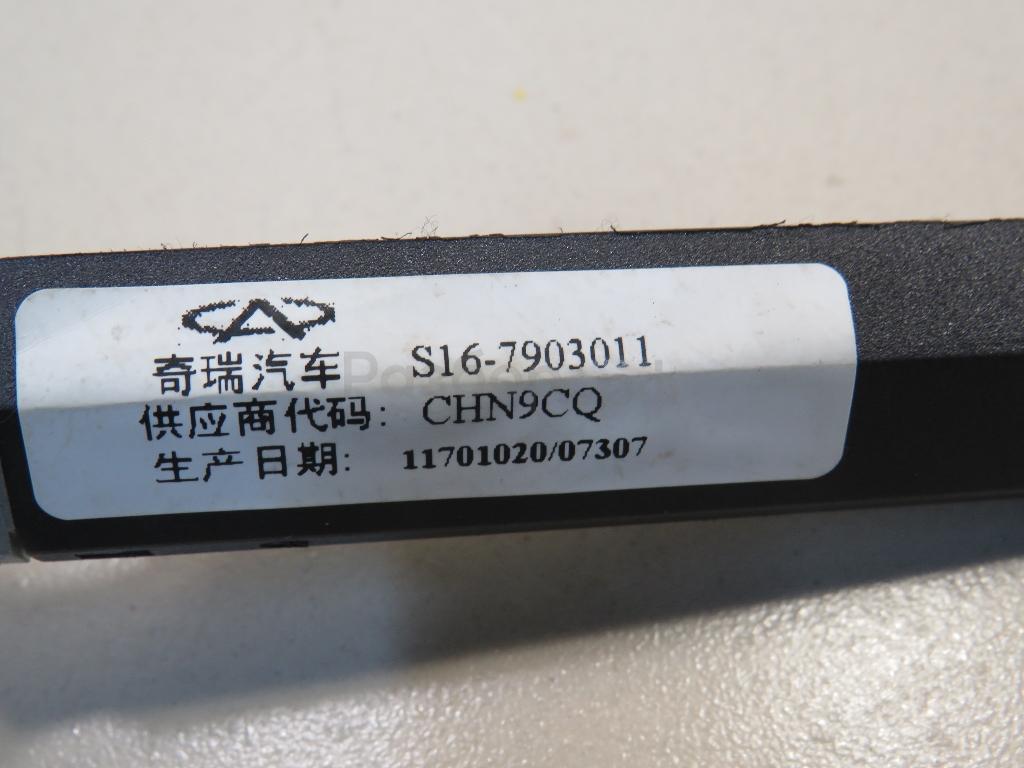 奇瑞汽车 S16-7903011
供应商代码: CHN9CQ
生产日期: 11701020/07307